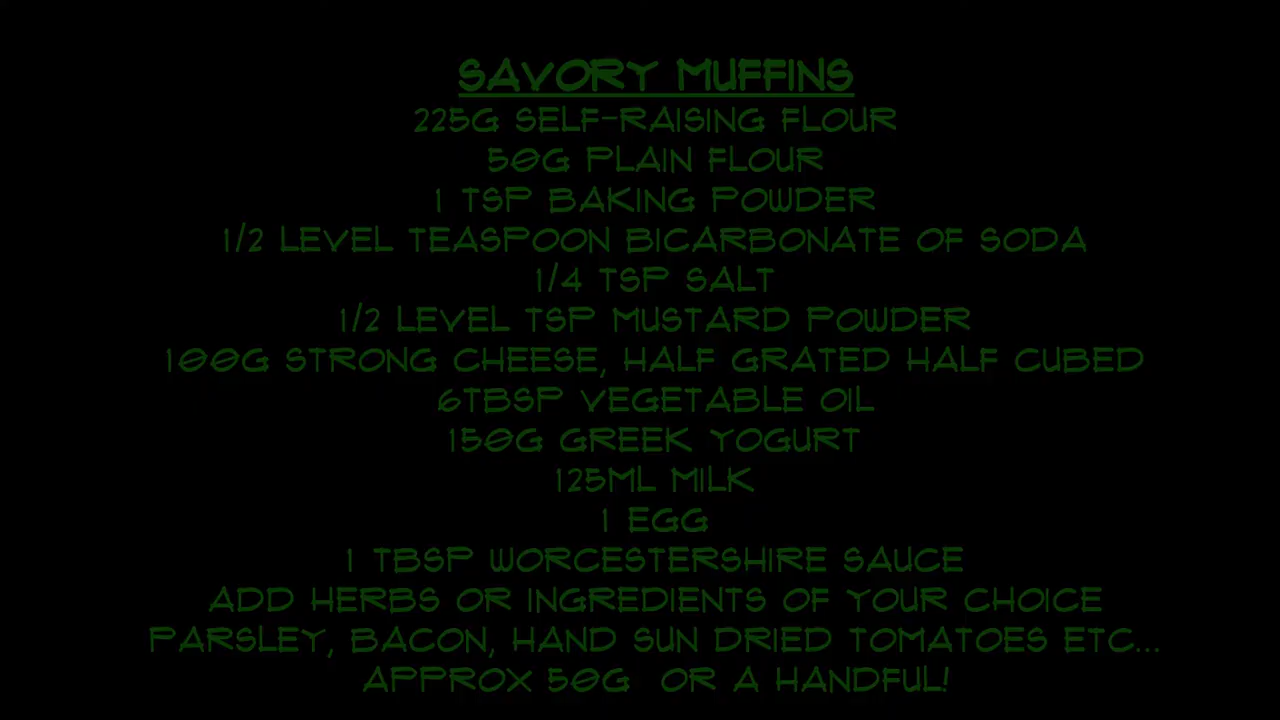 SAVORY MUFFINS
225G SELF-RAISING FLOUR
50G PLAIN FLOUR
1 TSP BAKING POWDER
1/2 LEVEL TEASPOON BICARBONATE OF SODA
1/4 TSP SALT
1/2 LEVEL TSP MUSTARD POWDER
100G STRONG CHEESE, HALF GRATED HALF CUBED
6TBSP VEGETABLE OIL
150G GREEK YOGURT
125ML MILK
1 EGG
1 TBSP WORCESTERSHIRE SAUCE
ADD HERBS OR INGREDIENTS OF YOUR CHOICE
PARSLEY, BACON, HAND SUN DRIED TOMATOES ETC...
APPROX 50G OR A HANDFUL!